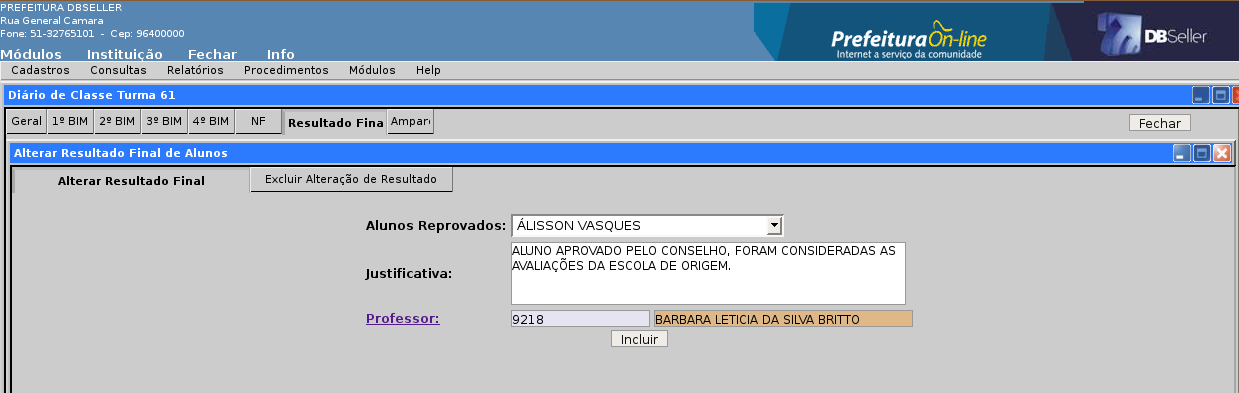 PREFEITURA DBSELLER
Rua General Camara
Fone: 51-32765101 - Cep: 96400000
Prefeitura On-line
Internet a serviço da comunidade
DBSeller
Módulos Instituição Fechar Info
Cadastros Consultas Relatórios Procedimentos Módulos Help
Diário de Classe Turma 61
Geral 1º BIM 2º BIM 3º BIM 4º BIM NF Resultado Fina Ampar
Fechar
Alterar Resultado Final de Alunos
Alterar Resultado Final Excluir Alteração de Resultado
Alunos Reprovados: ÁLISSON VASQUES
Justificativa:
ALUNO APROVADO PELO CONSELHO, FORAM CONSIDERADAS AS
AVALIAÇÕES DA ESCOLA DE ORIGEM.
Professor: 9218 BARBARA LETICIA DA SILVA BRITTO
Incluir